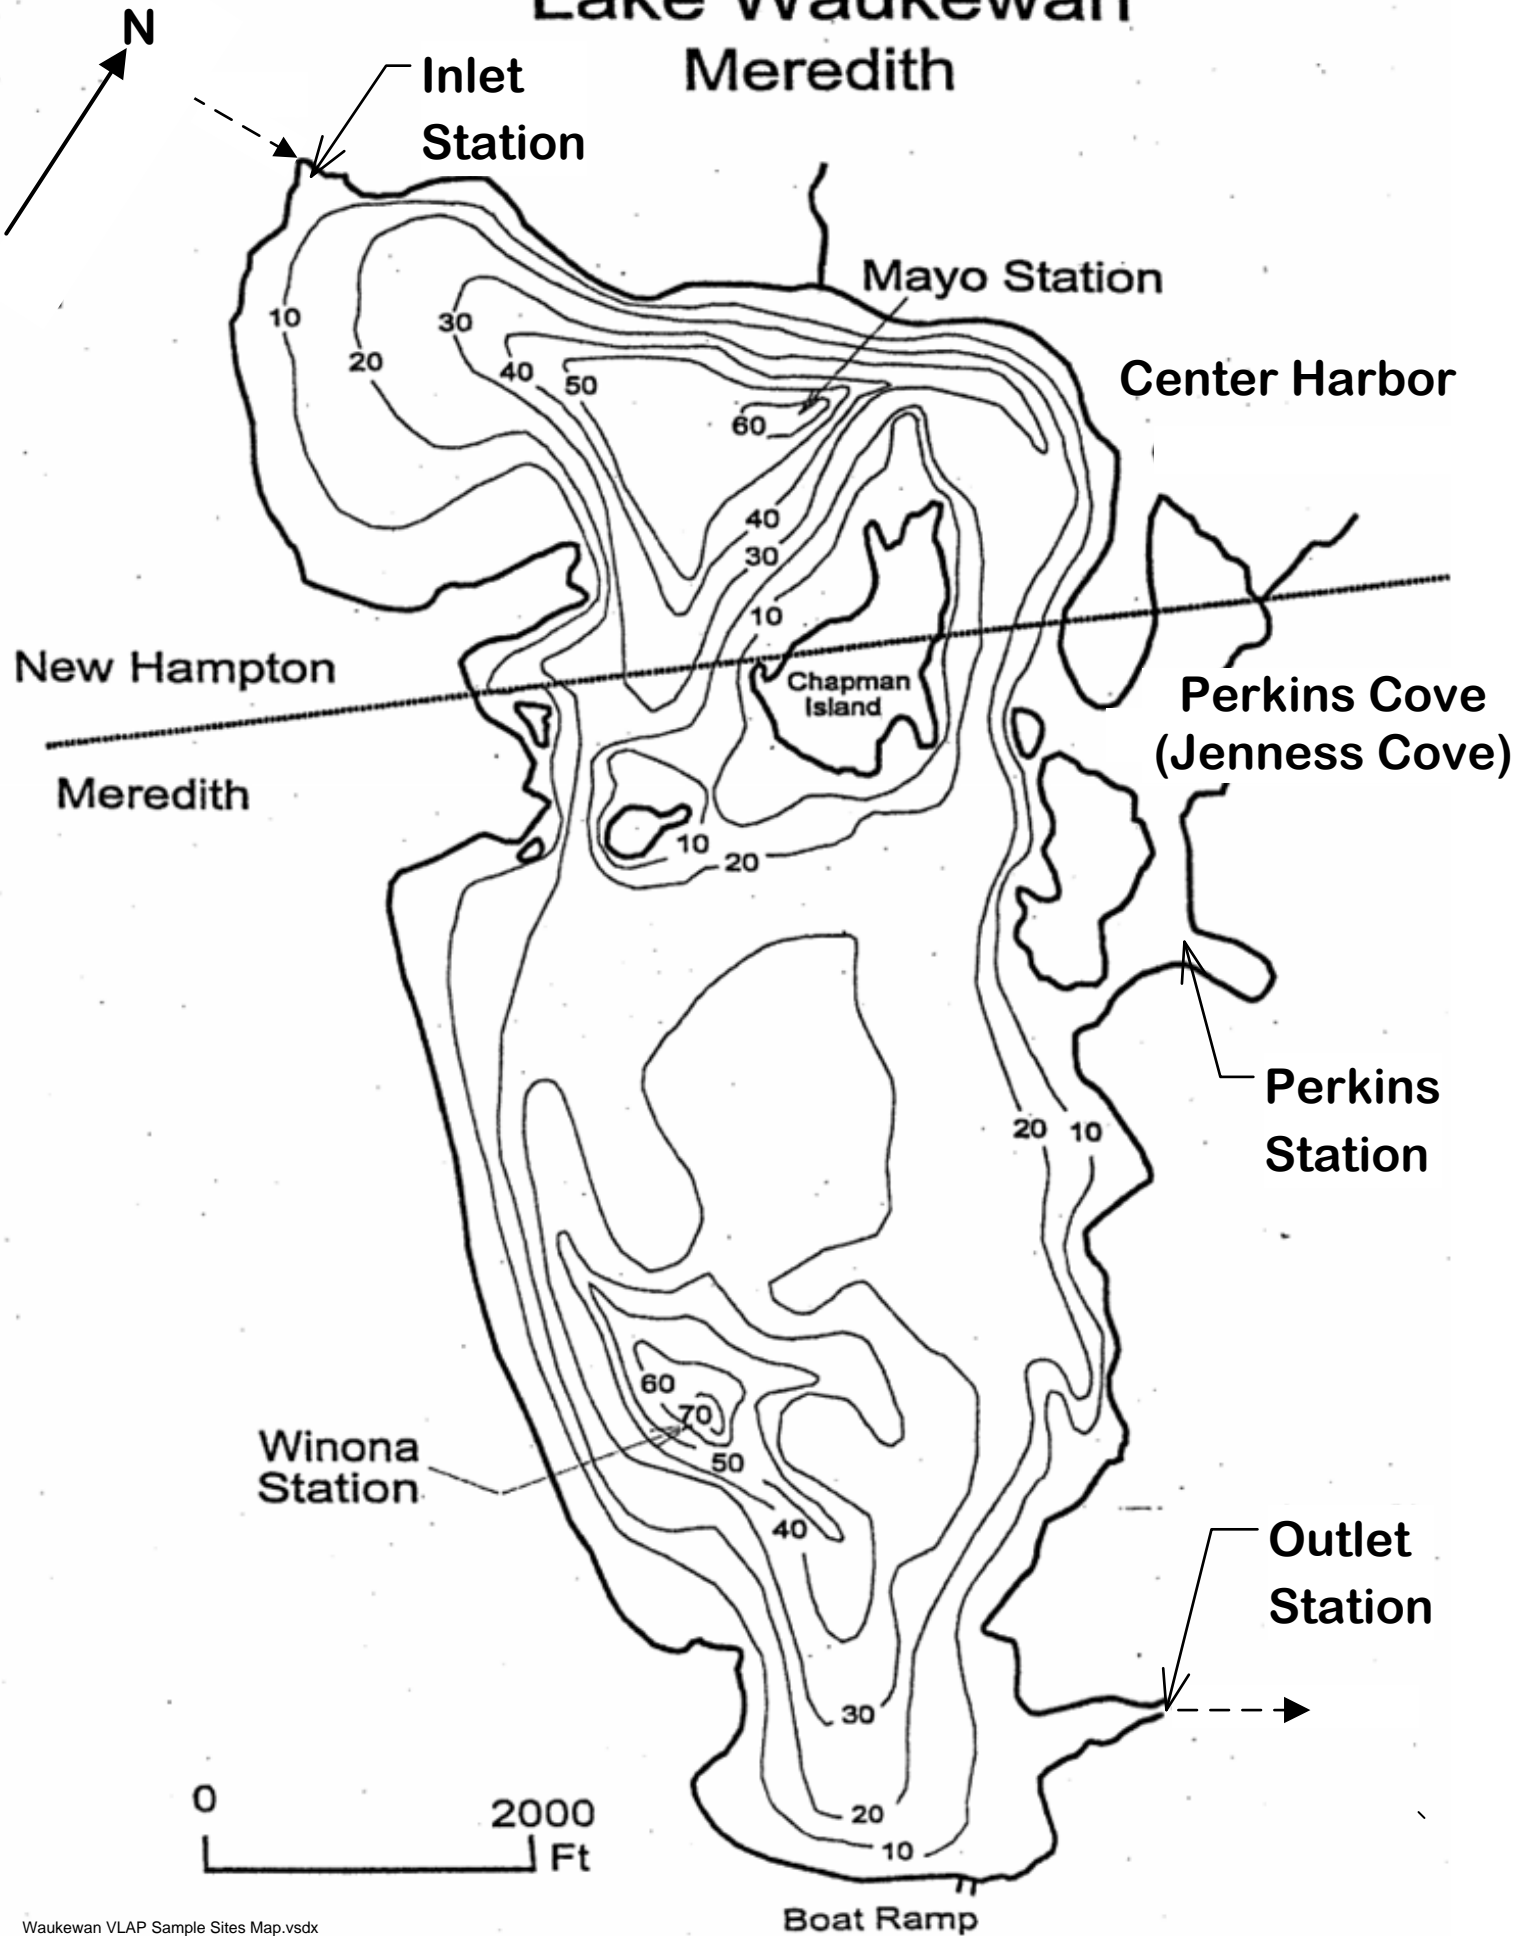 Lake Waukewan
Meredith
N
Inlet
Station
Mayo Station
10
30
20
40
50
60
Center Harbor
40
30
10
New Hampton
Chapman
Island
Perkins Cove
(Jenness Cove)
Meredith
10
20
Perkins
Station
20
10
60
70
Winona
Station
50
40
Outlet
Station
30
0
2000
Ft
20
10
Boat Ramp
Waukewan VLAP Sample Sites Map.vsdx